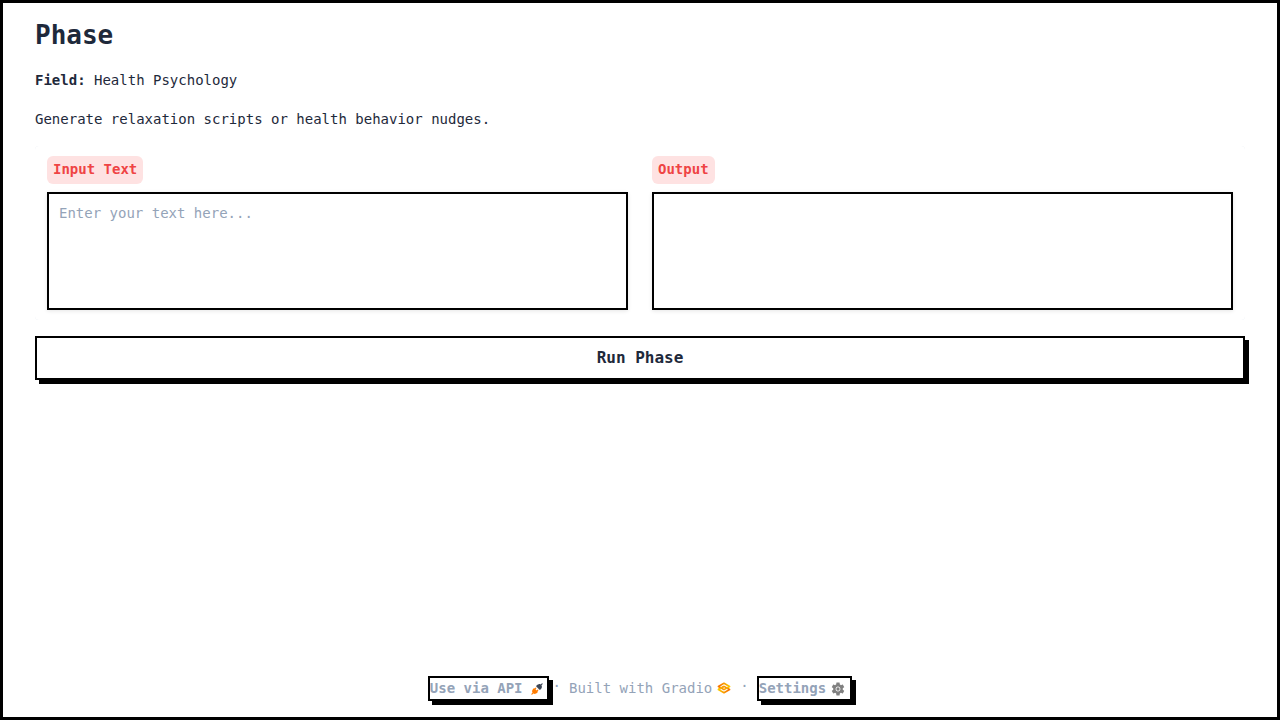 Phase
Field: Health Psychology
Generate relaxation scripts or health behavior nudges.
Input Text
Enter your text here...
Output
Run Phase
Use via API · Built with Gradio · Settings